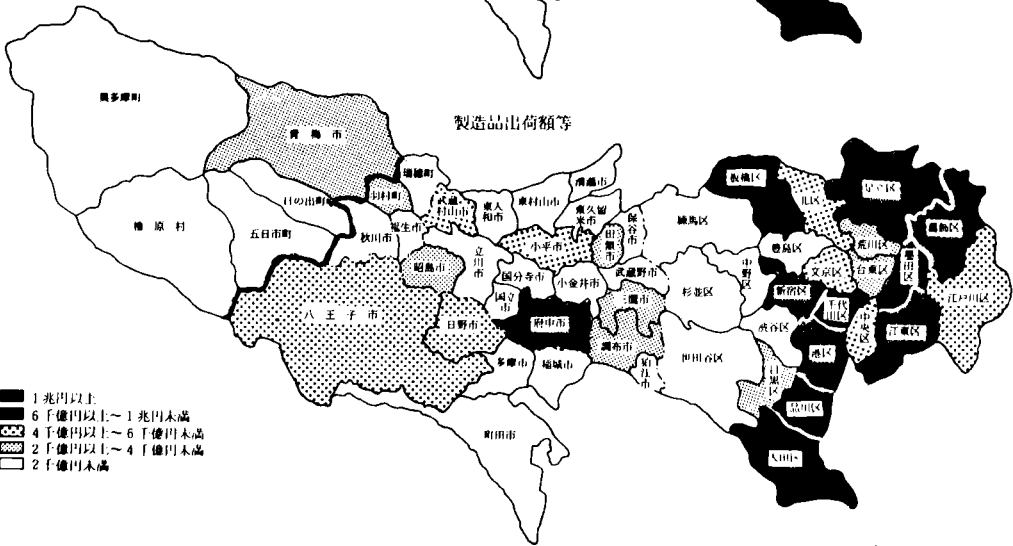 製造品出荷額等
奥多摩町
青梅市
瑞穂町
羽村町
日の出町
檜原村
五日市町
秋川市
福生市
武蔵
村山市
東大
和市
東村山市
清瀬市
東久留
米市
保谷市
田無市
小平市
昭島市
立川市
国分寺市
小金井市
武蔵野市
三鷹市
国立市
府中市
調布市
狛江市
八王子市
日野市
多摩市
稲城市
町田市
板橋区
北区
足立区
葛飾区
練馬区
豊島区
荒川区
文京区
台東区
墨田区
江戸川区
中野区
杉並区
新宿区
千代
田区
中央区
江東区
渋谷区
港区
世田谷区
目黒区
品川区
大田区
1兆円以上
6千億円以上~1兆円未満
4千億円以上~6千億円未満
2千億円以上~4千億円未満
2千億円未満